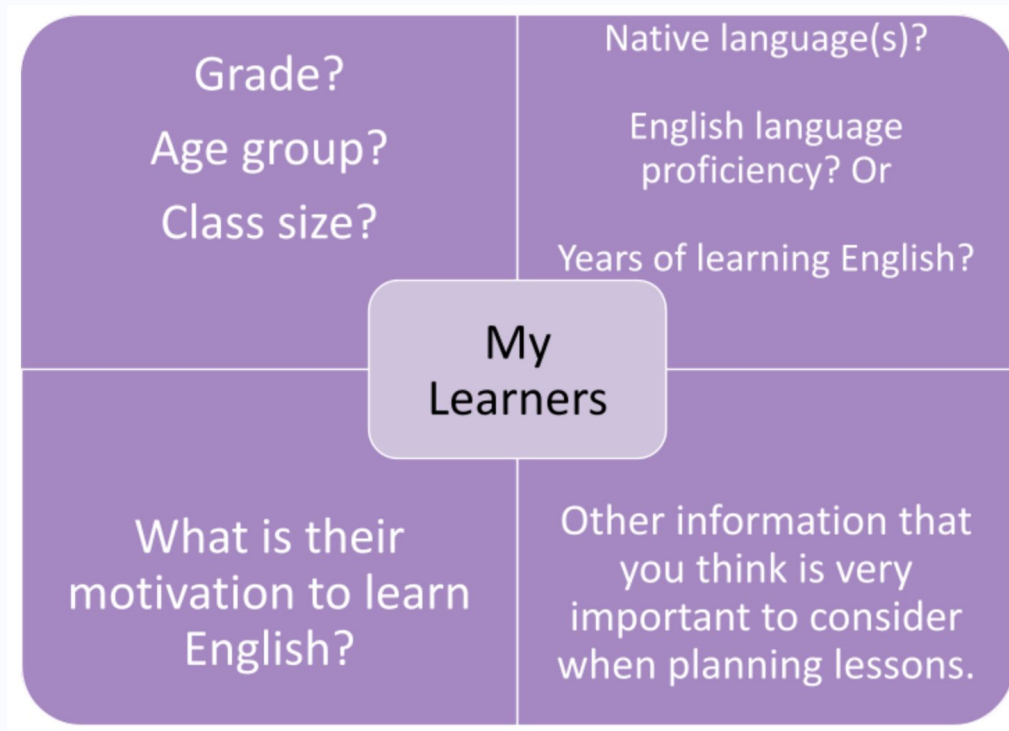 Grade?
Age group?
Class size?
Native language(s)?
English language
proficiency? Or
Years of learning English?
My
Learners
What is their
motivation to learn
English?
Other information that
you think is very
important to consider
when planning lessons.